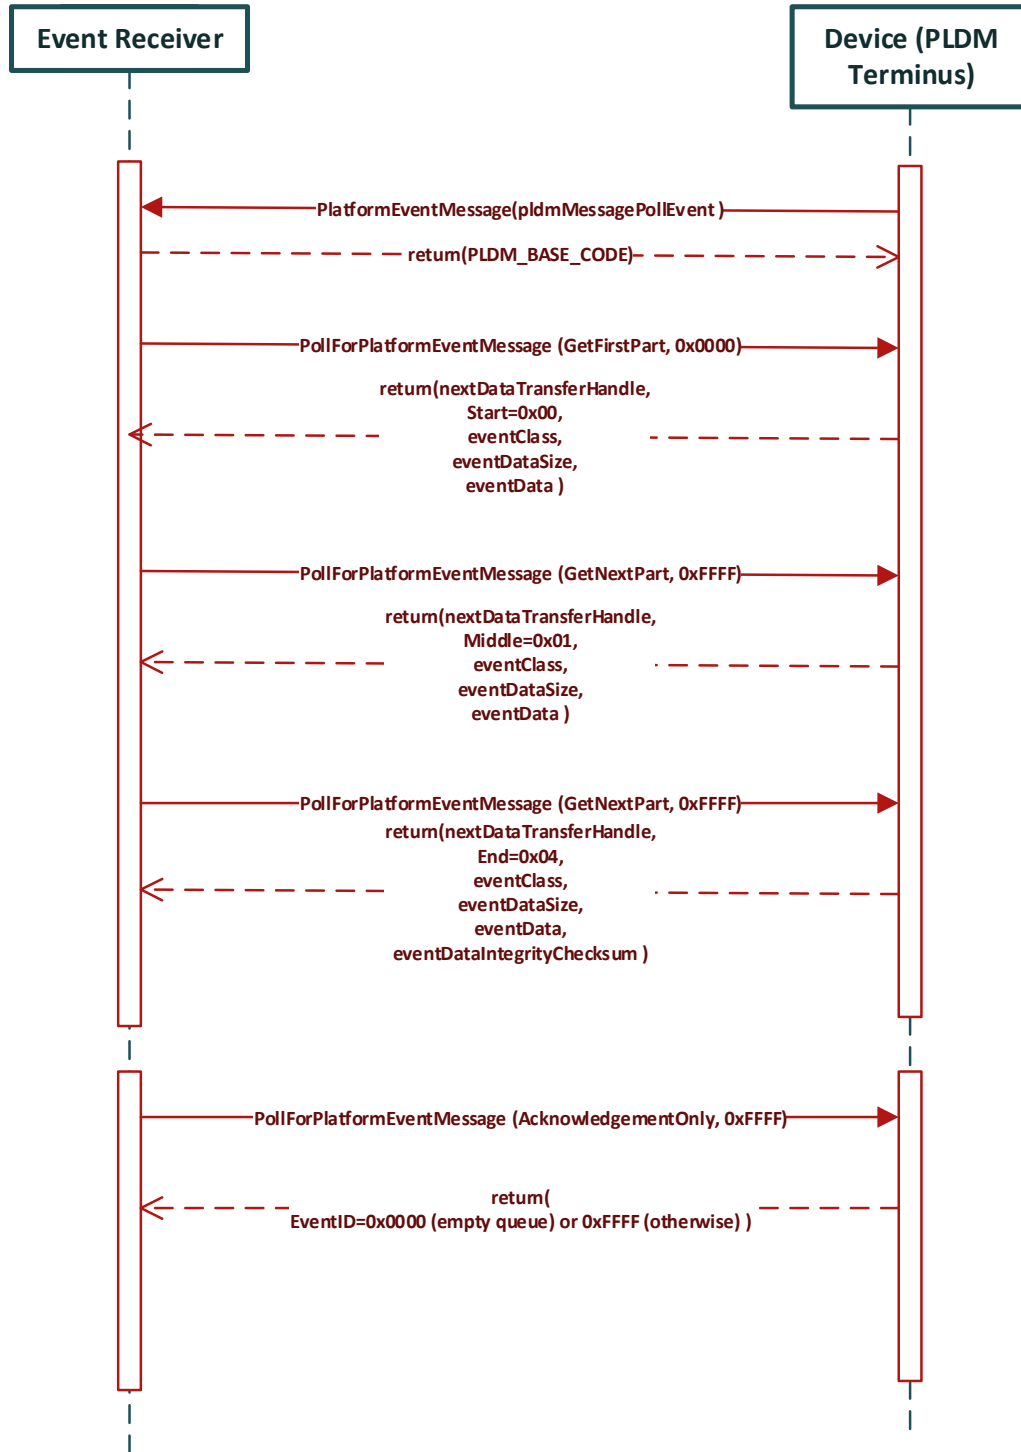 Event Receiver
Device (PLDM
Terminus)
PlatformEventMessage(pldmMessagePollEvent )
return(PLDM_BASE_CODE)
PollForPlatformEventMessage (GetFirstPart, 0x0000)
return(nextDataTransferHandle,
Start=0x00,
eventClass,
eventDataSize,
eventData )
PollForPlatformEventMessage (GetNextPart, 0xFFFF)
return(nextDataTransferHandle,
Middle=0x01,
eventClass,
eventDataSize,
eventData )
PollForPlatformEventMessage (GetNextPart, 0xFFFF)
return(nextDataTransferHandle,
End=0x04,
eventClass,
eventDataSize,
eventData,
eventDataIntegrityChecksum )
PollForPlatformEventMessage (AcknowledgementOnly, 0xFFFF)
return(
EventID=0x0000 (empty queue) or 0xFFFF (otherwise) )